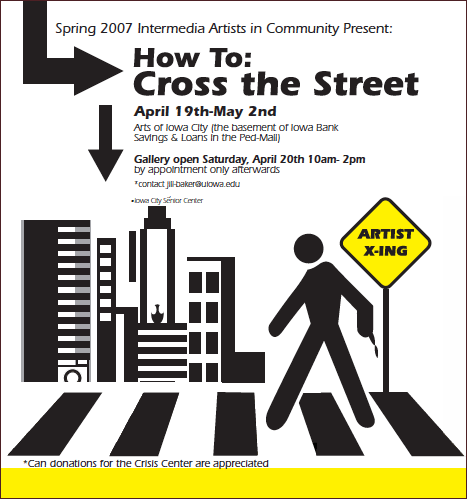 Spring 2007 Intermedia Artists in Community Present:
How To:
Cross the Street
April 19th-May 2nd
Arts of Iowa City (the basement of Iowa Bank
Savings & Loans in the Ped-Mall)
Gallery open Saturday, April 20th 10am- 2pm
by appointment only afterwards
*contact jill-baker@uiowa.edu
•Iowa City Senior Center
ARTIST
X-ING
*Can donations for the Crisis Center are appreciated